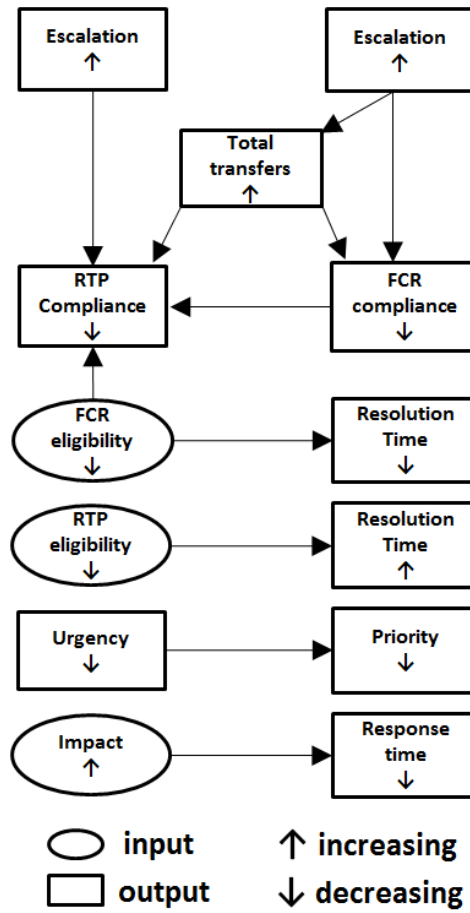 Escalation
↑
Escalation
↑
Total
transfers
↑
RTP
Compliance
↓
FCR
compliance
↓
FCR
eligibility
↓
Resolution
Time
↓
RTP
eligibility
↓
Resolution
Time
↑
Urgency
↓
Priority
↓
Impact
↑
Response
time
↓
input
↑ increasing
output
↓ decreasing